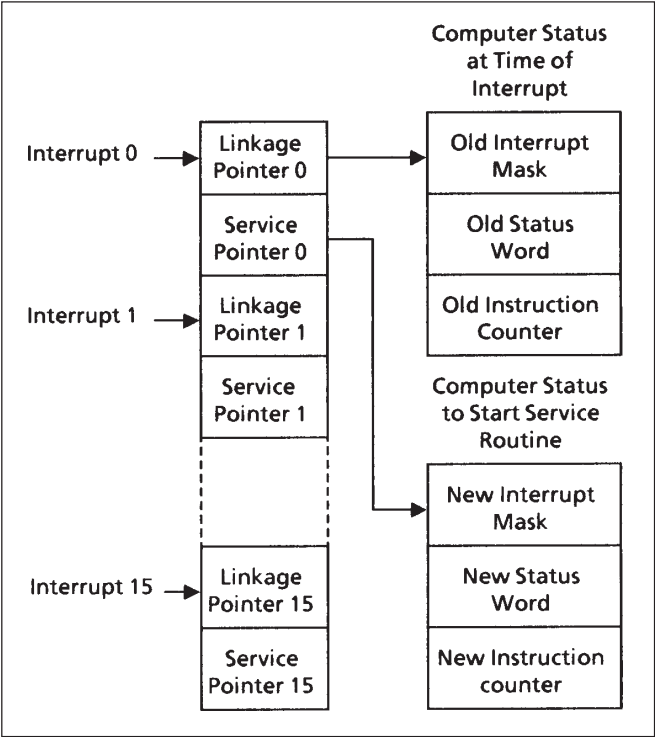 Computer Status
at Time of
Interrupt
Interrupt 0
Linkage
Pointer 0
Old Interrupt
Mask
Service
Pointer 0
Old Status
Word
Interrupt 1
Linkage
Pointer 1
Old Instruction
Counter
Service
Pointer 1
Computer Status
to Start Service
Routine
New Interrupt
Mask
Interrupt 15
Linkage
Pointer 15
New Status
Word
Service
Pointer 15
New Instruction
counter